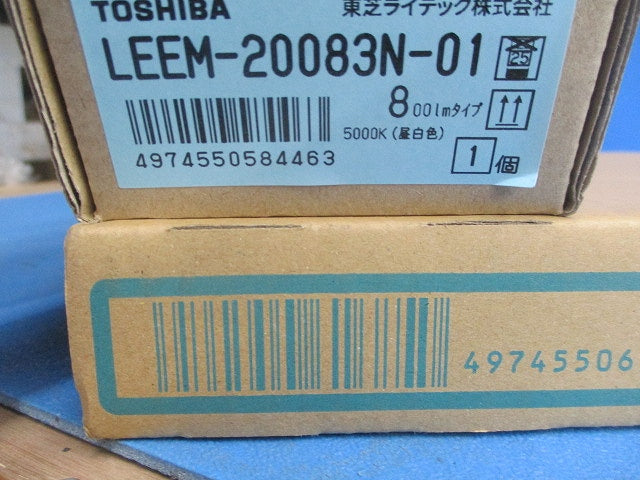 TOSHIBA 東芝ライテック株式会社
LEEM-20083N-01
25
800lmタイプ
5000K(昼白色)
4974550584463
1個
49745506